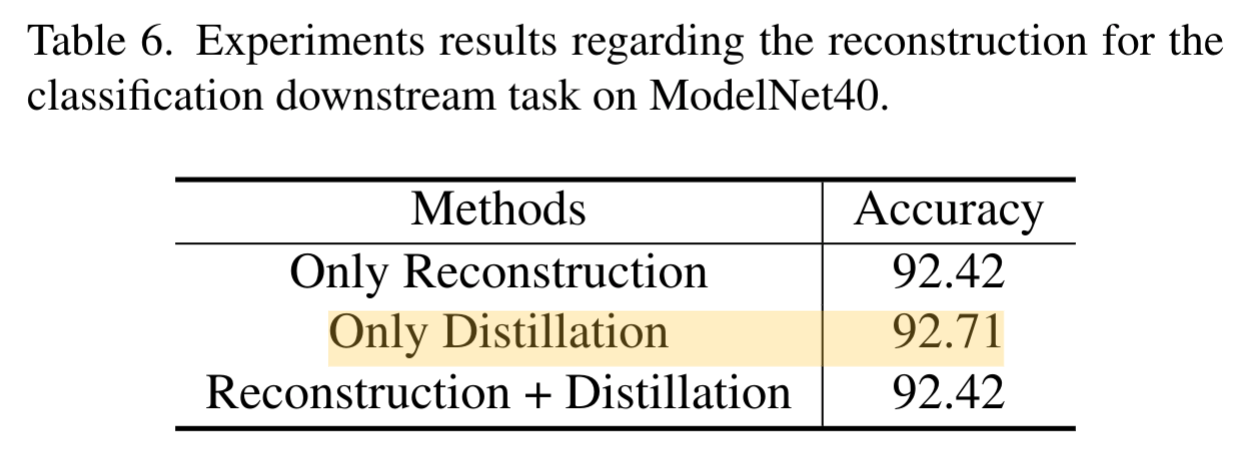 Table 6. Experiments results regarding the reconstruction for the
classification downstream task on ModelNet40.
Methods Accuracy
Only Reconstruction 92.42
Only Distillation 92.71
Reconstruction + Distillation 92.42